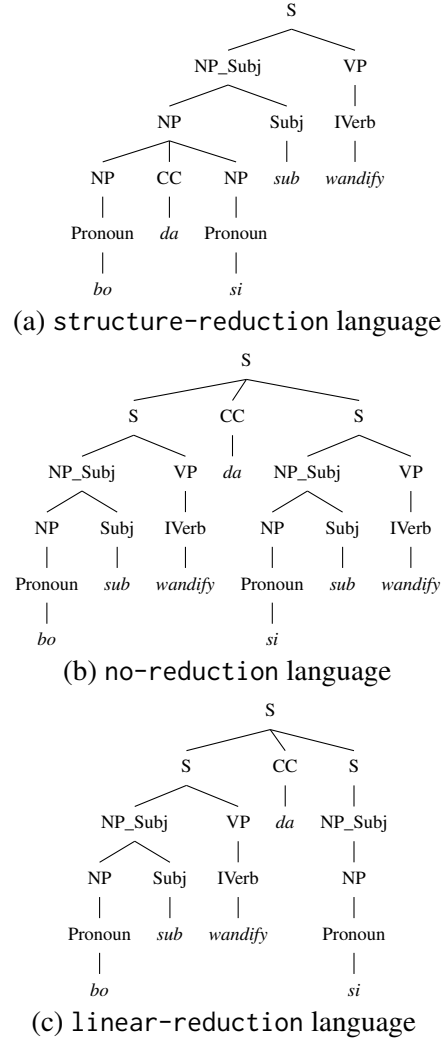 S
NP_Subj VP
NP Subj IVerb
NP CC NP sub wandify
Pronoun da Pronoun
bo si
(a) structure-reduction language
S
S CC S
NP_Subj VP da NP_Subj VP
NP Subj IVerb NP Subj IVerb
Pronoun sub wandify Pronoun sub wandify
bo si
(b) no-reduction language
S
S CC S
NP_Subj VP da NP_Subj
NP Subj IVerb NP
Pronoun sub wandify Pronoun
bo si
(c) linear-reduction language